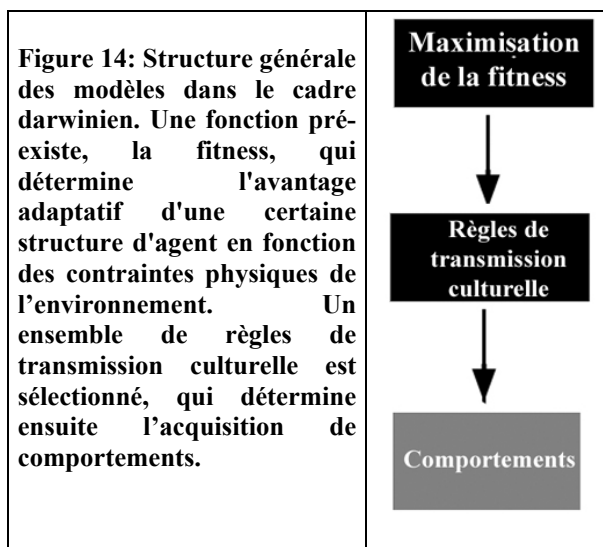 Figure 14: Structure générale
des modèles dans le cadre
darwinien. Une fonction pré-
existe, la fitness, qui
détermine l'avantage
adaptatif d'une certaine
structure d'agent en fonction
des contraintes physiques de
l’environnement. Un
ensemble de règles de
transmission culturelle est
sélectionné, qui détermine
ensuite l’acquisition de
comportements.
Maximisation
de la fitness
Règles de
transmission
culturelle
Comportements